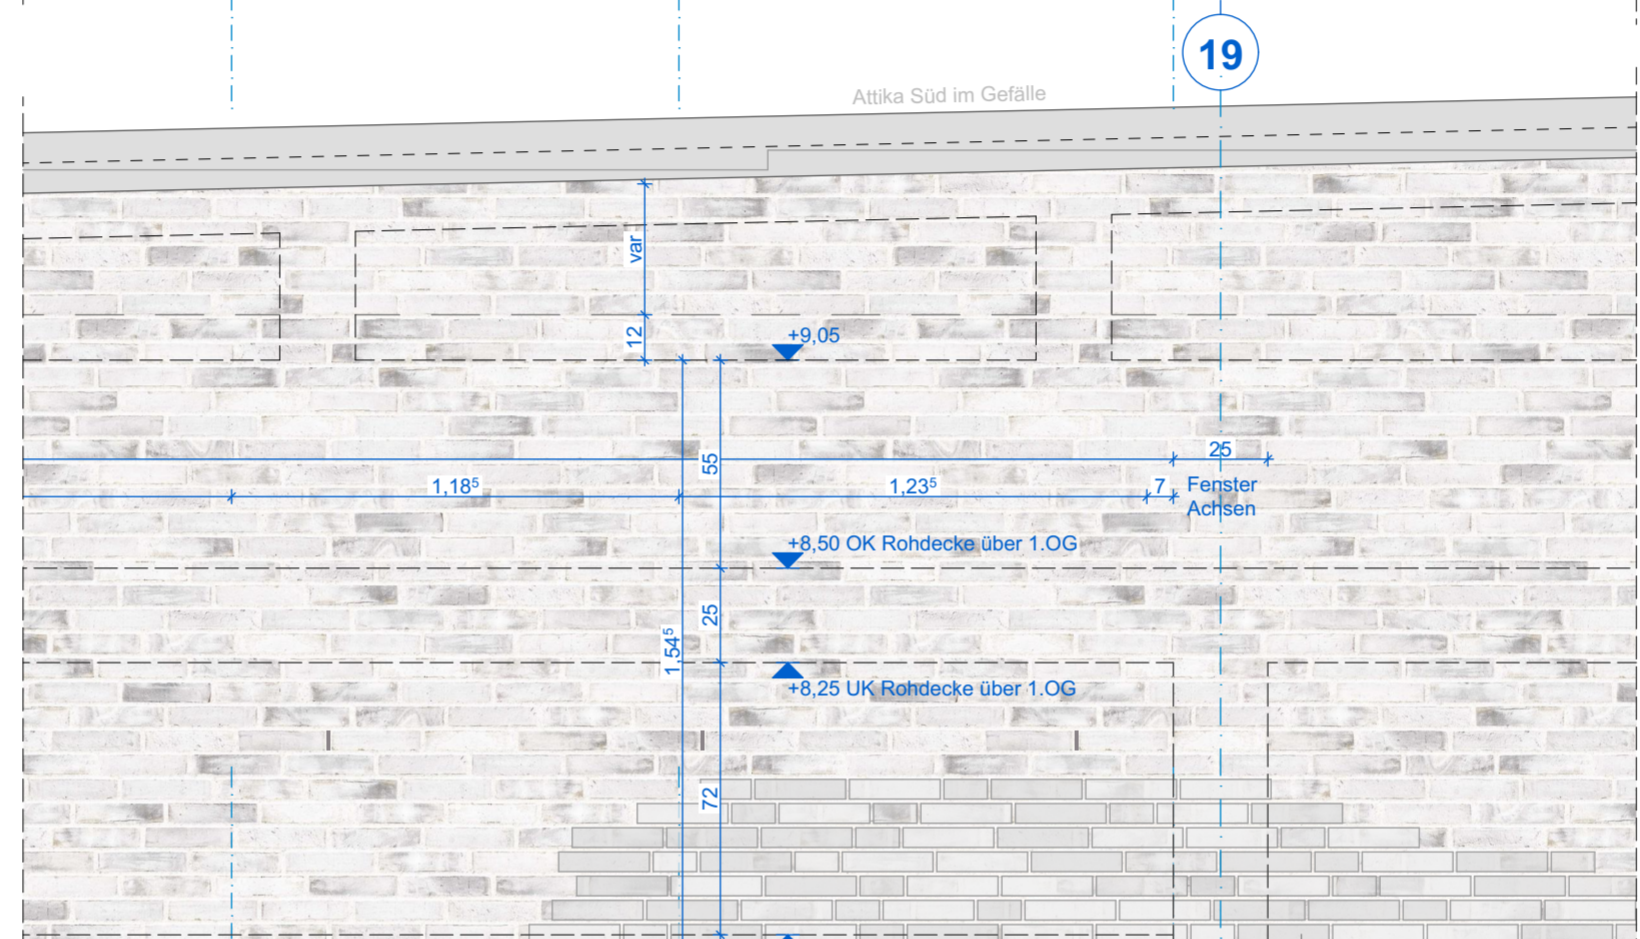 19
Attika Süd im Gefälle
var
12
+9,05
55
25
1,18⁵
1,23⁵
7
Fenster
Achsen
+8,50 OK Rohdecke über 1.OG
25
1,54⁵
+8,25 UK Rohdecke über 1.OG
72